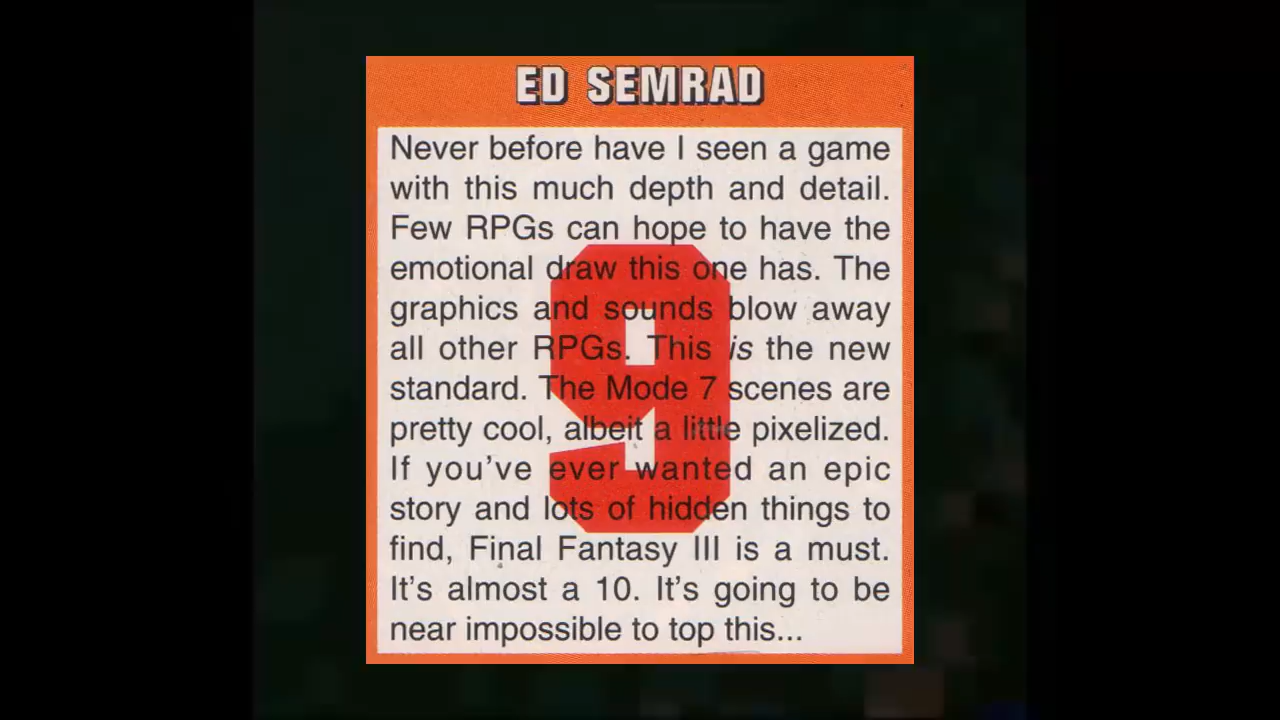 ED SEMRAD
Never before have I seen a game
with this much depth and detail.
Few RPGs can hope to have the
emotional draw this one has. The
graphics and sounds blow away
all other RPGs. This is the new
standard. The Mode 7 scenes are
pretty cool, albeit a little pixelized.
If you've ever wanted an epic
story and lots of hidden things to
find, Final Fantasy III is a must.
It's almost a 10. It's going to be
near impossible to top this...
9